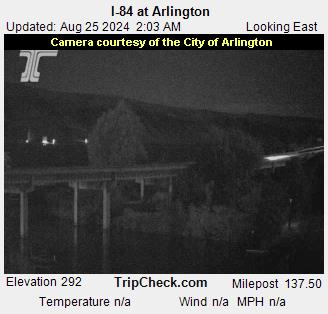 I-84 at Arlington
Updated: Aug 25 2024 2:03 AM Looking East
Camera courtesy of the City of Arlington
Elevation 292 TripCheck.com Milepost 137.50
Temperature n/a Wind n/a MPH n/a